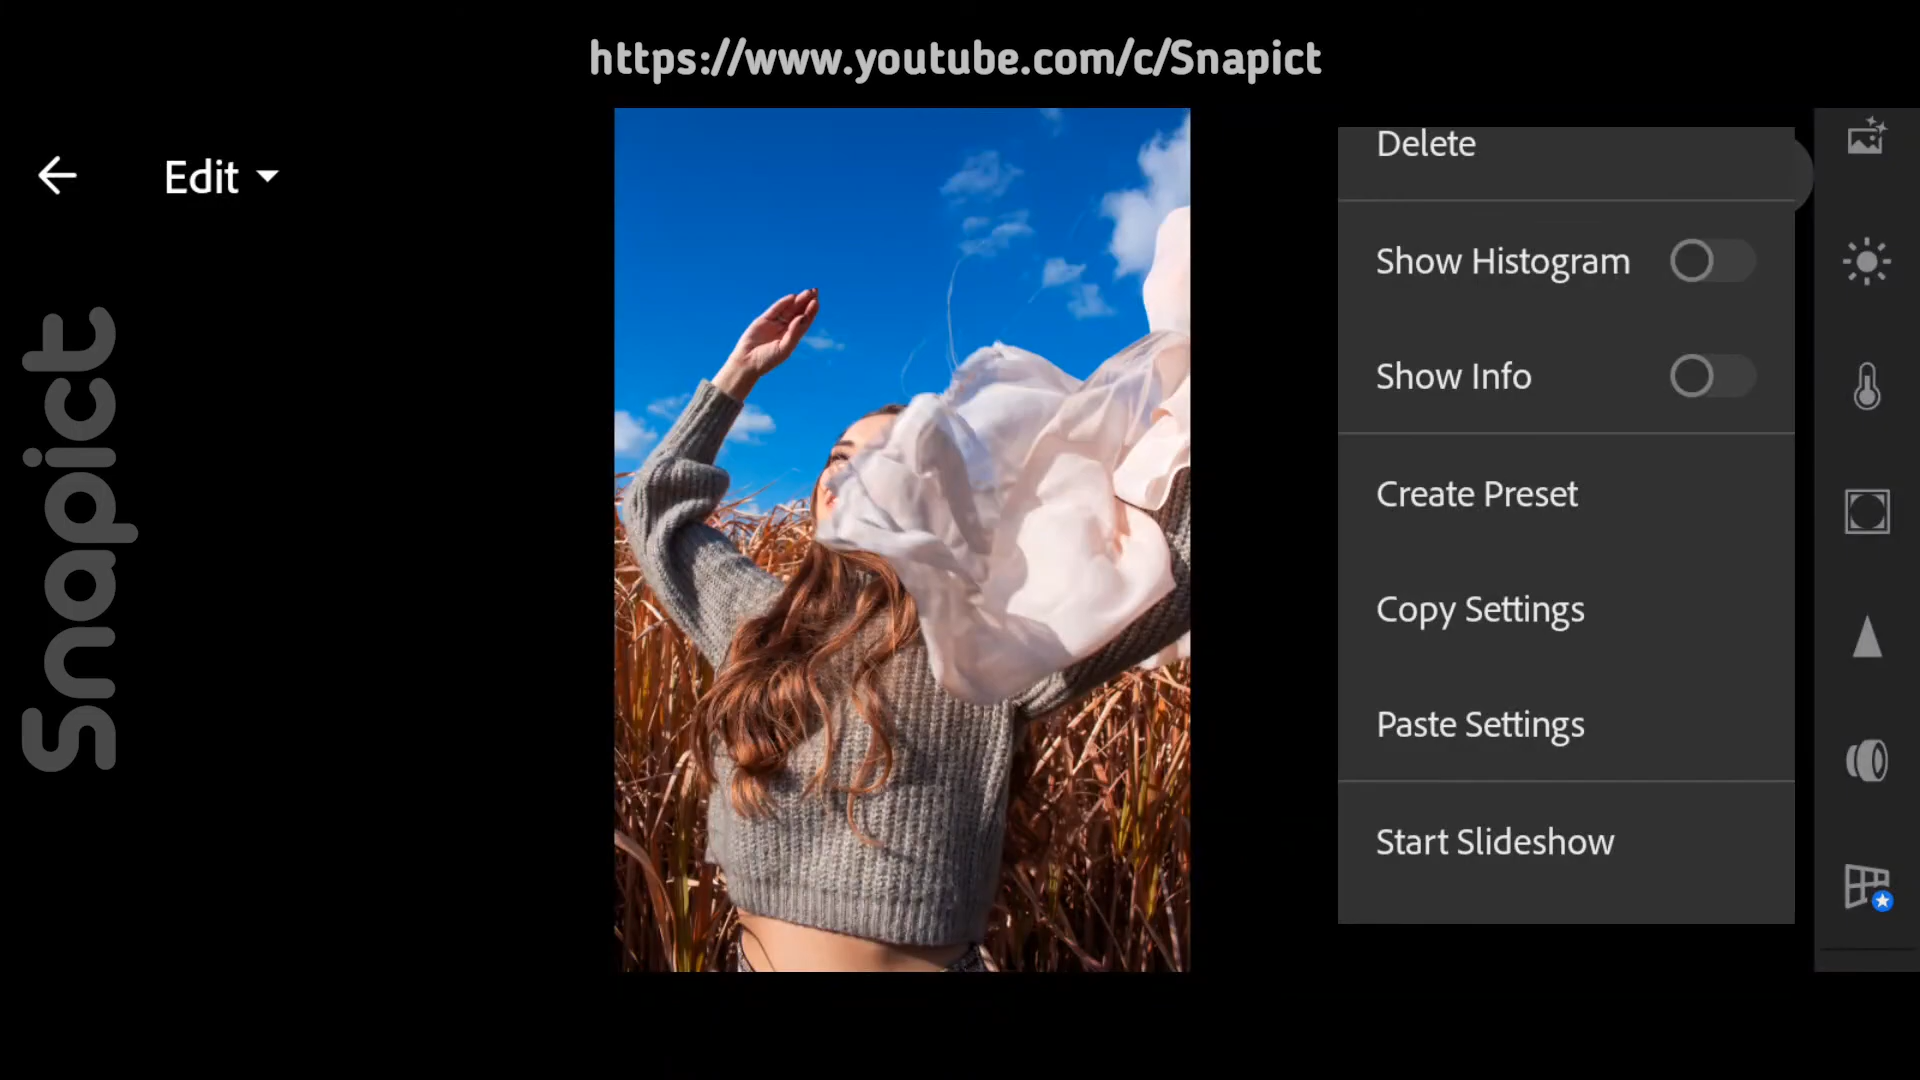 https://www.youtube.com/c/Snapict
Edit
Snapict
Delete
Show Histogram
Show Info
Create Preset
Copy Settings
Paste Settings
Start Slideshow